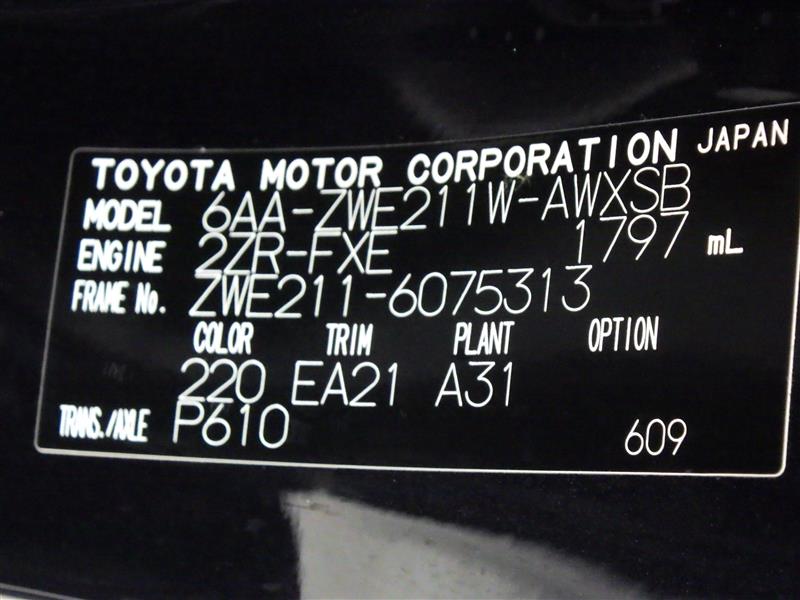 TOYOTA MOTOR CORPORATION JAPAN
MODEL 6AA-ZWE211W-AWXSB
ENGINE 2ZR-FXE 1797 mL
FRAME No. ZWE211-6075313
COLOR TRIM PLANT OPTION
220 EA21 A31
TRANS./AXLE P610 609